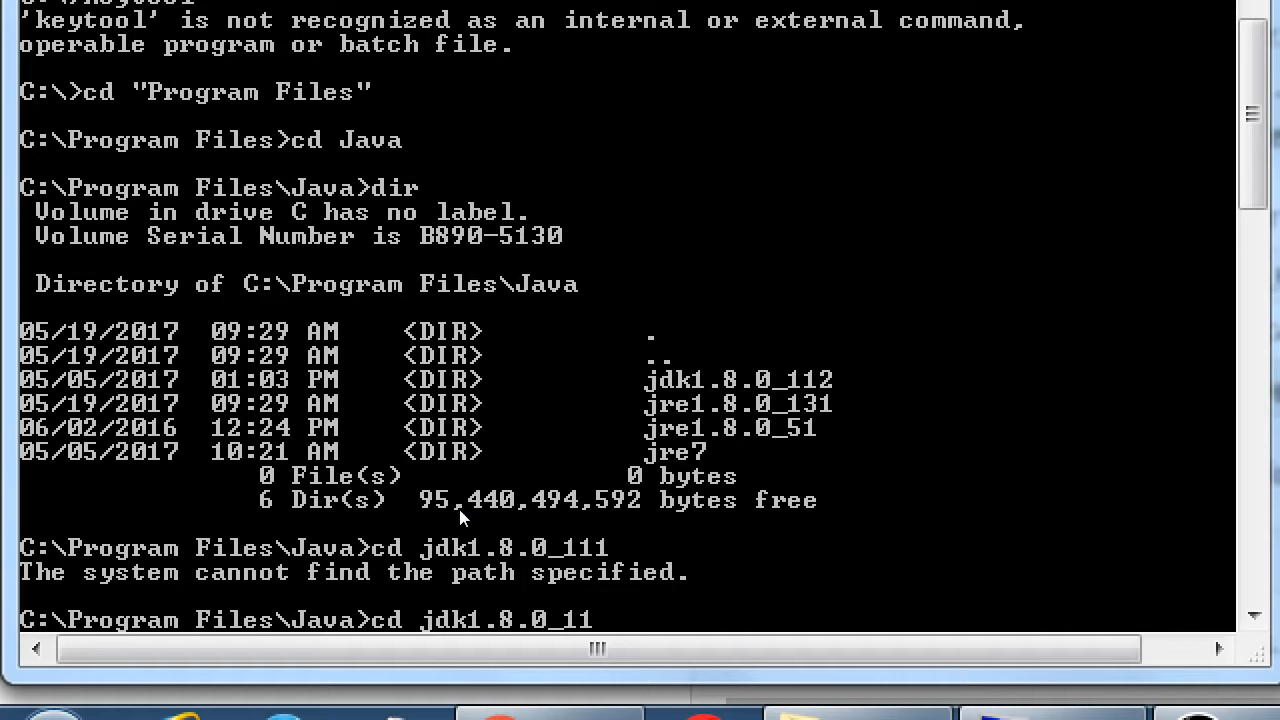 'keytool' is not recognized as an internal or external command,
operable program or batch file.
C:\>cd "Program Files"
C:\Program Files>cd Java
C:\Program Files\Java>dir
Volume in drive C has no label.
Volume Serial Number is B890-5130
Directory of C:\Program Files\Java
05/19/2017 09:29 AM <DIR> .
05/19/2017 09:29 AM <DIR> ..
05/05/2017 01:03 PM <DIR> jdk1.8.0_112
05/19/2017 09:29 AM <DIR> jre1.8.0_131
06/02/2016 12:24 PM <DIR> jre1.8.0_51
05/05/2017 10:21 AM <DIR> jre7
0 File(s) 0 bytes
6 Dir(s) 95,440,494,592 bytes free
C:\Program Files\Java>cd jdk1.8.0_111
The system cannot find the path specified.
C:\Program Files\Java>cd jdk1.8.0_11